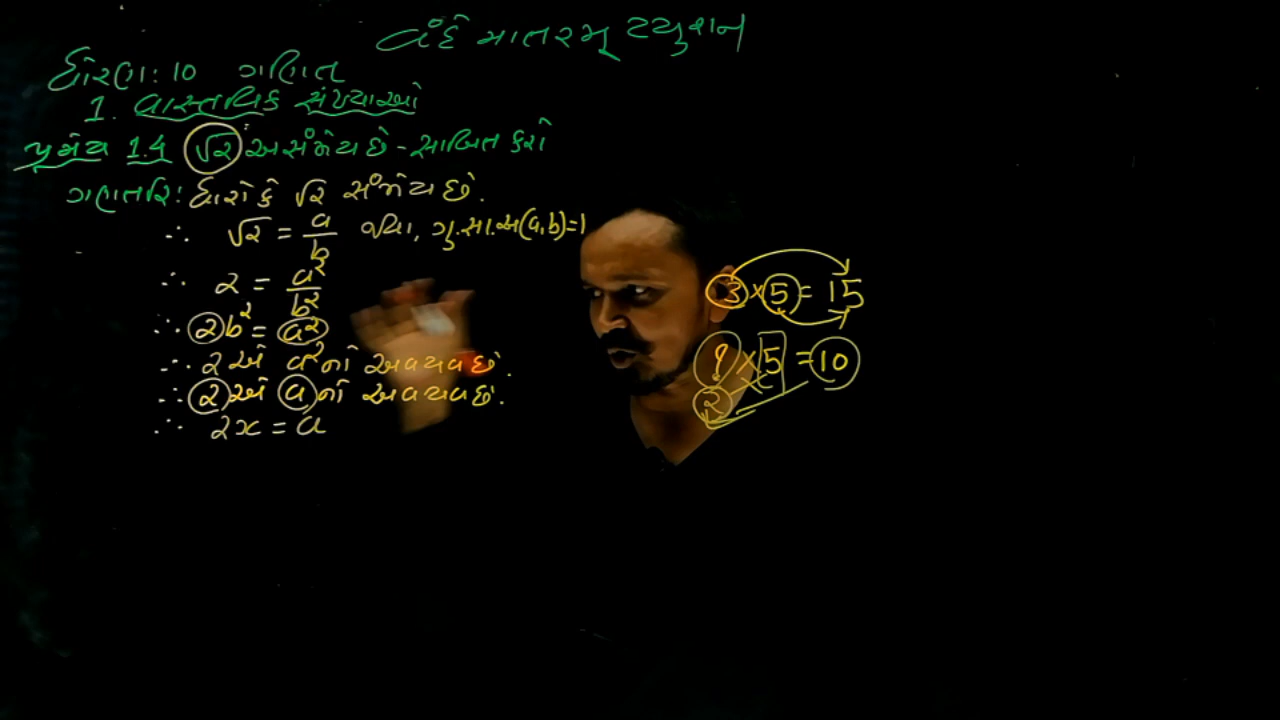 વંદે માતરમ્ ટ્યુશન
ધોરણ: 10 ગણિત
1. વાસ્તવિક સંખ્યાઓ
પ્રમેય 1.4 √2 અસંમેય છે - સાબિત કરો
ધારો કે √2 સંમેય છે.
∴ √2 = a/b જ્યાં, ગુ.સા.અ(a,b)=1
∴ 2 = a²/b²
∴ 2b² = a²
∴ 2 એ a² નો અવયવ છે.
∴ 2 એ a નો અવયવ છે.
∴ 2x = a
3 × 5 = 15
? × 5 = 10
2